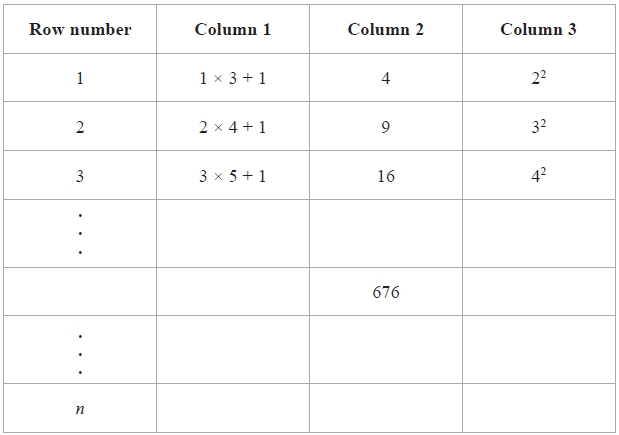 Row number Column 1 Column 2 Column 3
1 1 × 3 + 1 4 2²
2 2 × 4 + 1 9 3²
3 3 × 5 + 1 16 4²
.
.
.
676
.
.
.
n